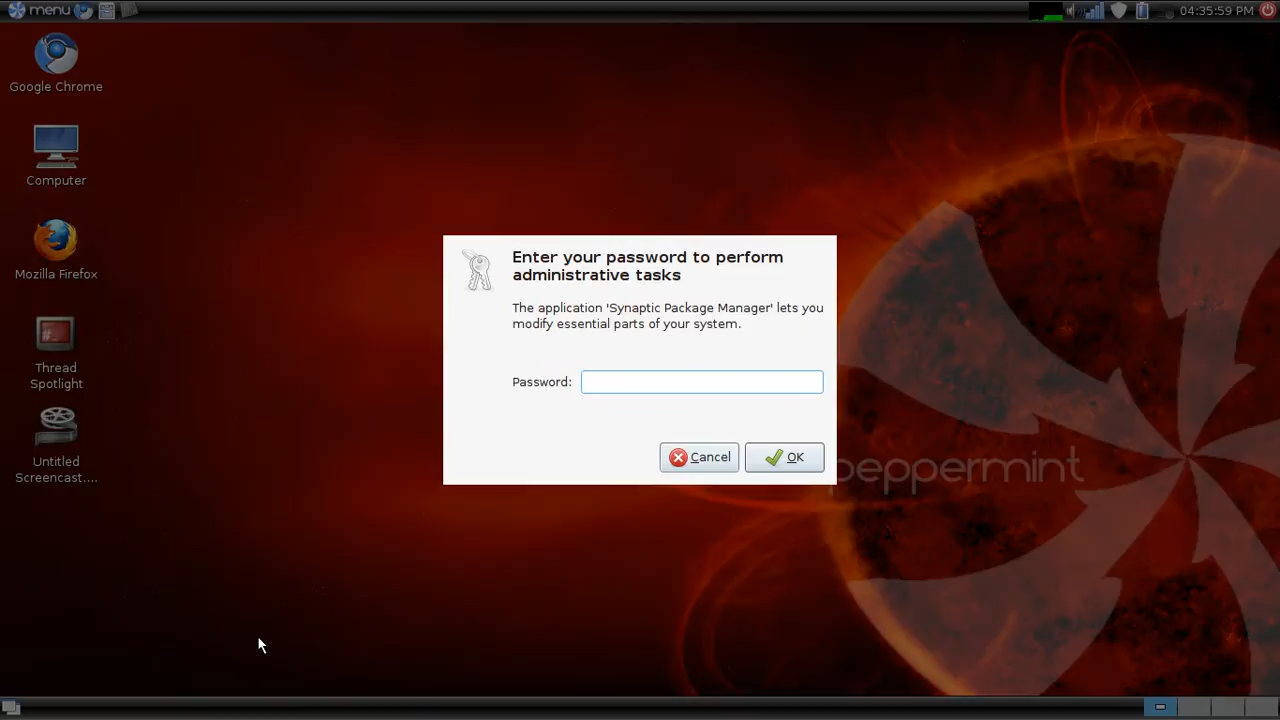 menu
04:35:59 PM
Google Chrome
Computer
Mozilla Firefox
Thread
Spotlight
Untitled
Screencast....
Enter your password to perform
administrative tasks
The application 'Synaptic Package Manager' lets you
modify essential parts of your system.
Password:
Cancel
OK
peppermint